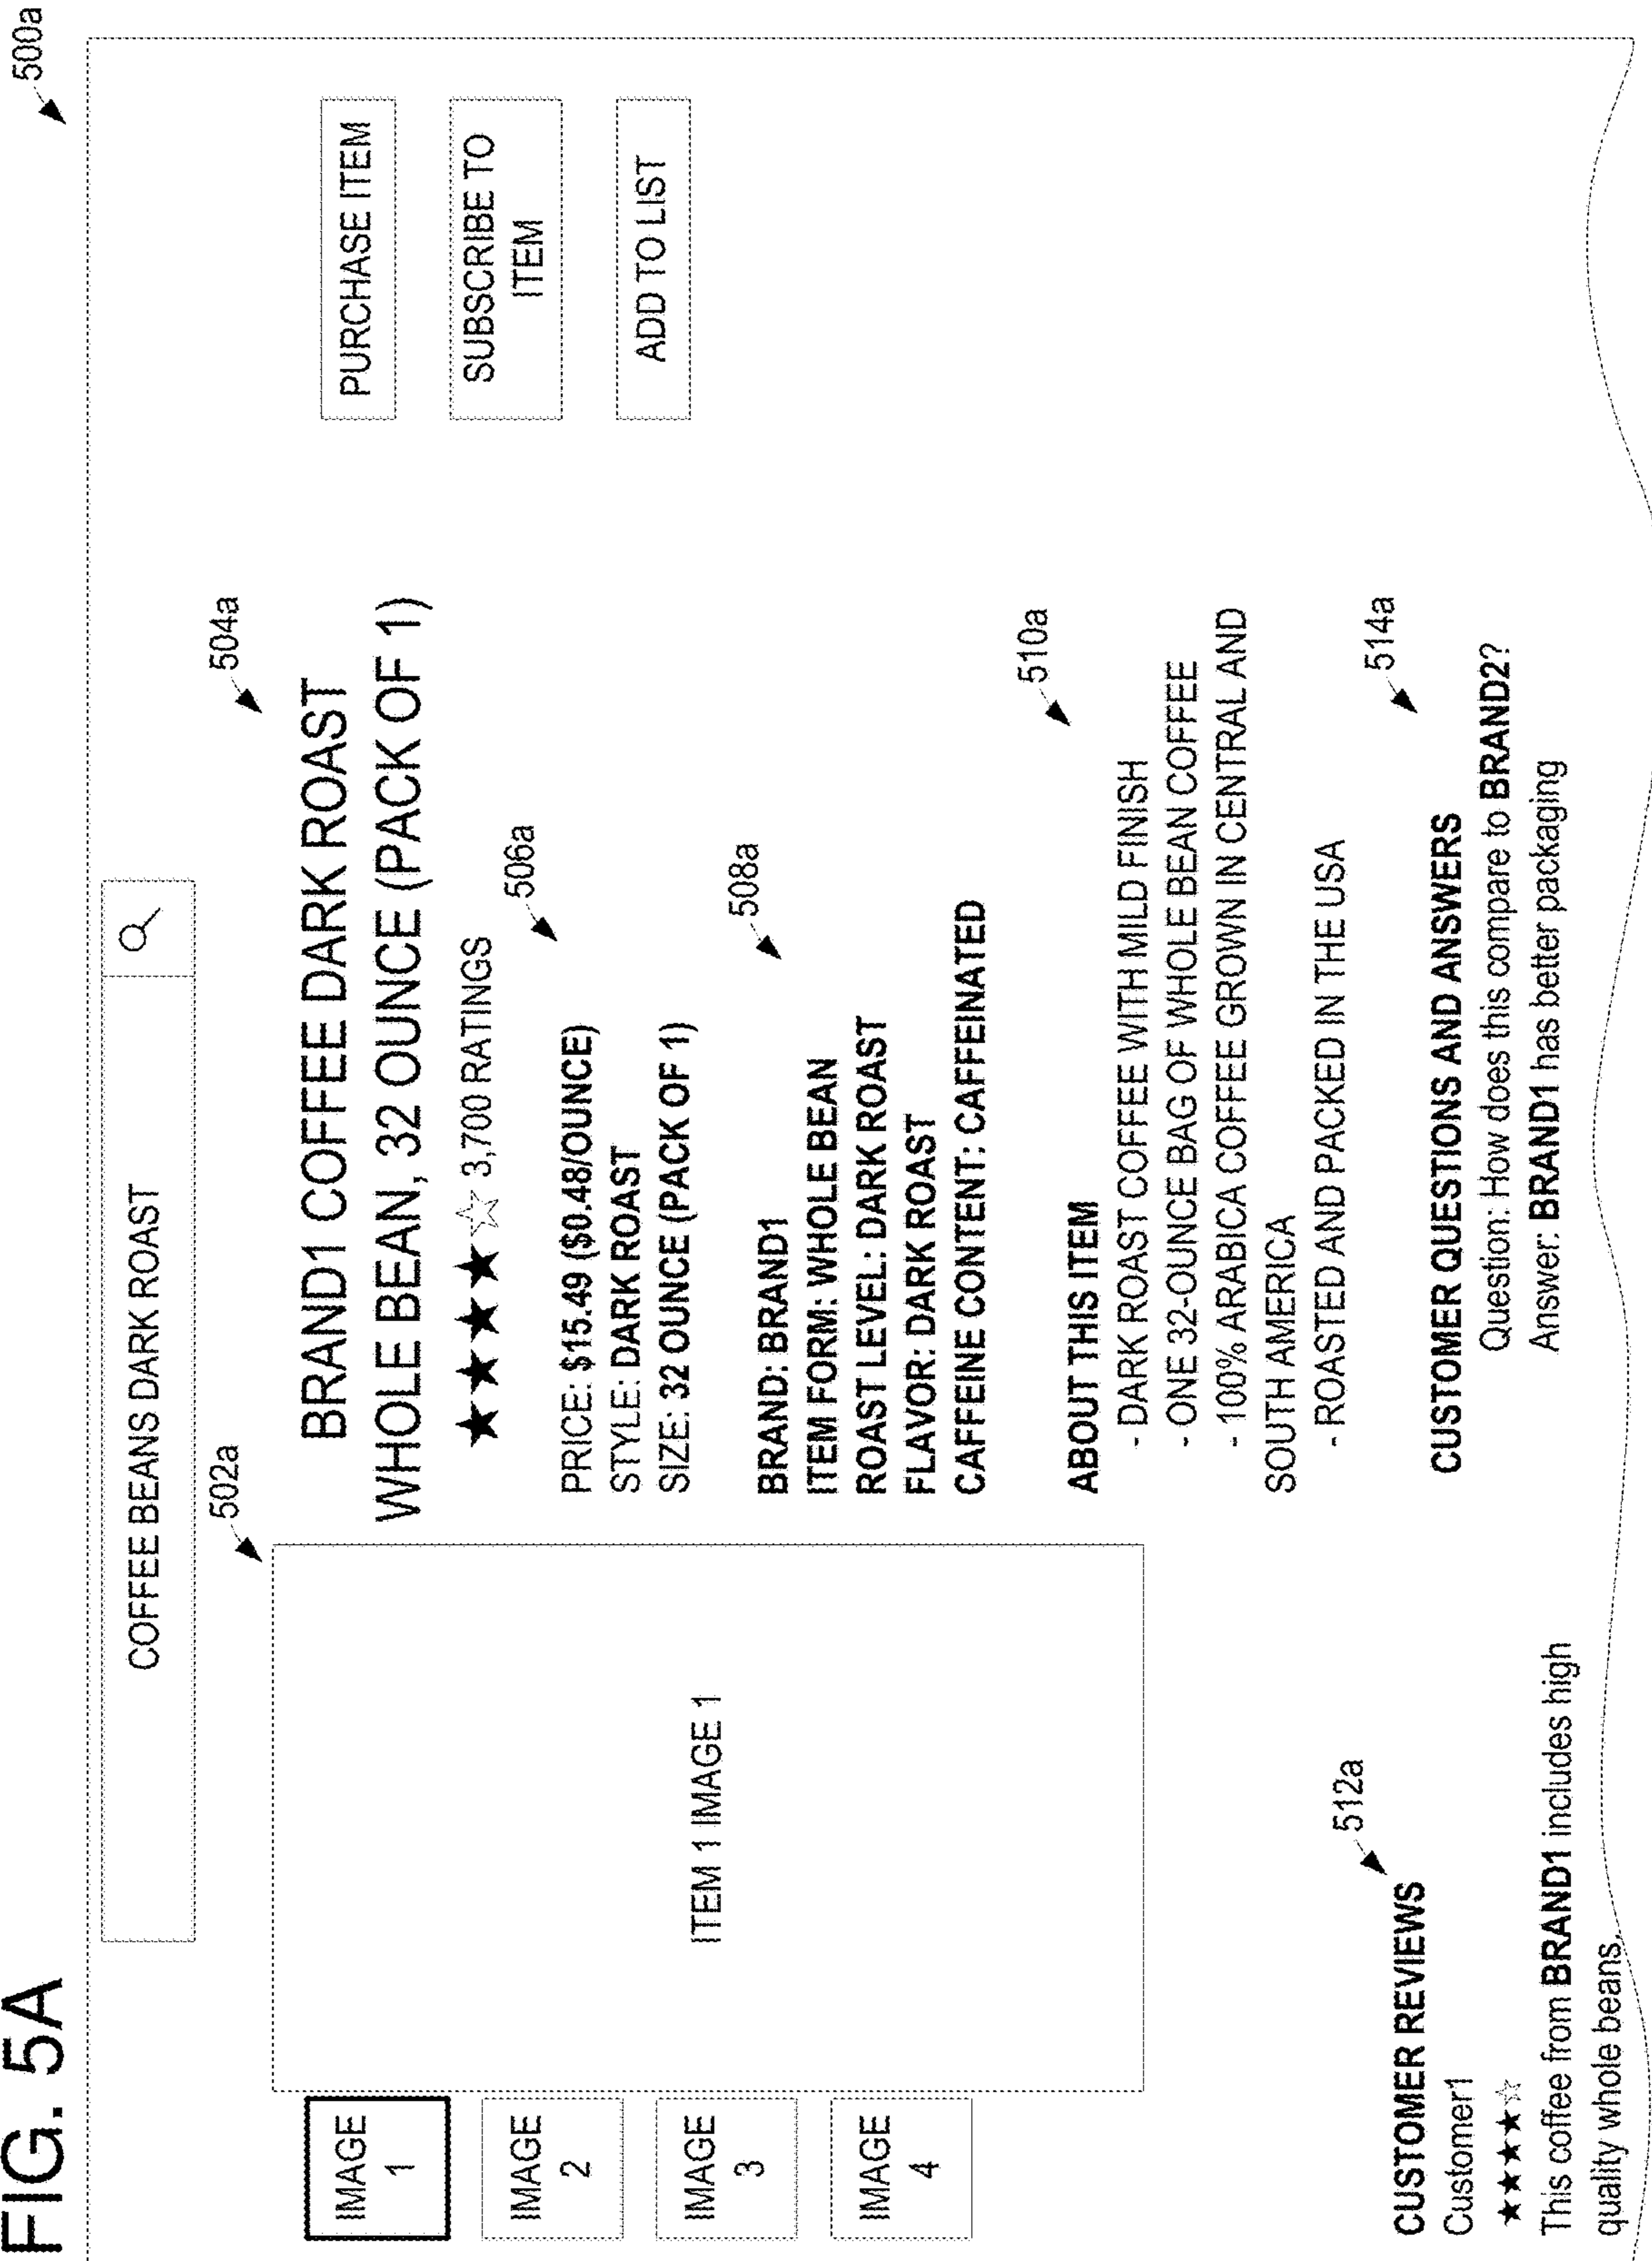 FIG. 5A
500a
COFFEE BEANS DARK ROAST
502a
504a
IMAGE
1
IMAGE
2
IMAGE
3
IMAGE
4
ITEM 1 IMAGE 1
BRAND1 COFFEE DARK ROAST
WHOLE BEAN, 32 OUNCE (PACK OF 1)
★★★★☆ 3,700 RATINGS
506a
PRICE: $15.49 ($0.48/OUNCE)
STYLE: DARK ROAST
SIZE: 32 OUNCE (PACK OF 1)
508a
BRAND: BRAND1
ITEM FORM: WHOLE BEAN
ROAST LEVEL: DARK ROAST
FLAVOR: DARK ROAST
CAFFEINE CONTENT: CAFFEINATED
510a
ABOUT THIS ITEM
- DARK ROAST COFFEE WITH MILD FINISH
- ONE 32-OUNCE BAG OF WHOLE BEAN COFFEE
- 100% ARABICA COFFEE GROWN IN CENTRAL AND
SOUTH AMERICA
- ROASTED AND PACKED IN THE USA
PURCHASE ITEM
SUBSCRIBE TO
ITEM
ADD TO LIST
512a
CUSTOMER REVIEWS
Customer1
★★★★☆
This coffee from BRAND1 includes high
quality whole beans.
514a
CUSTOMER QUESTIONS AND ANSWERS
Question: How does this compare to BRAND2?
Answer: BRAND1 has better packaging